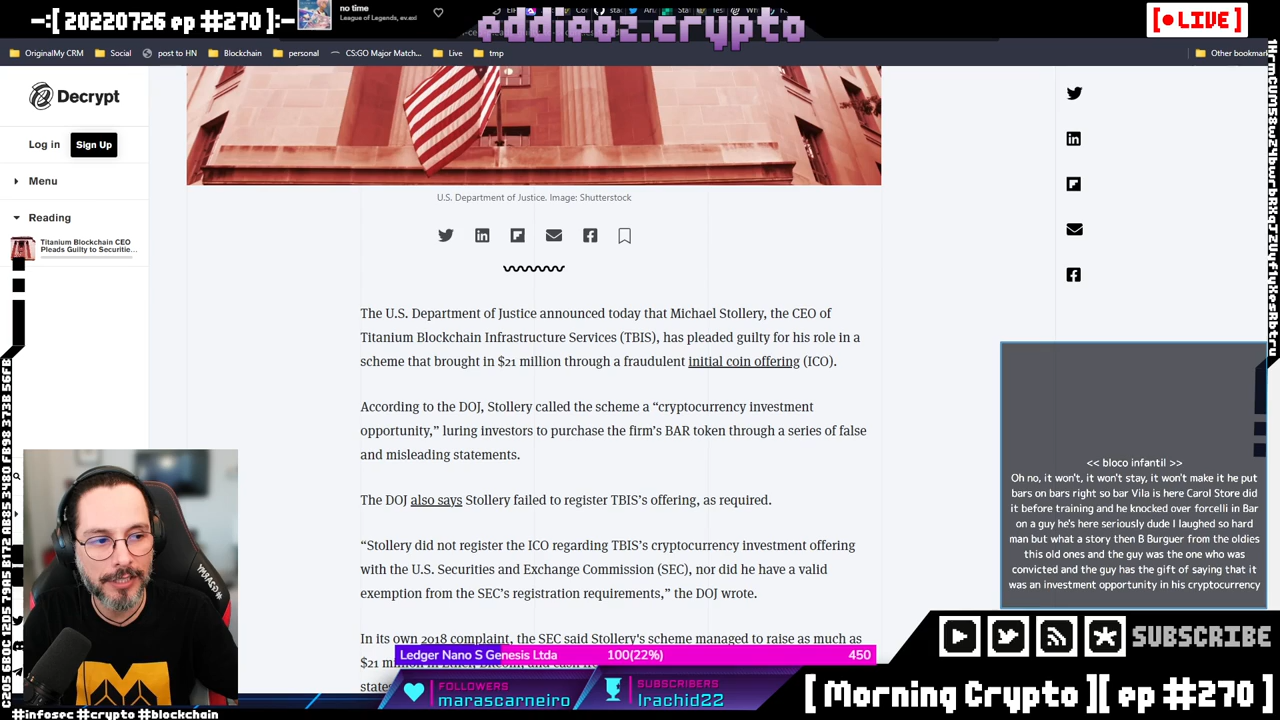 -:[ 20220726 ep #270 ]:-
no time
League of Legends, ev.exi
eddieoz.crypto
[ • LIVE ]
OriginalMy CRM
Social
post to HN
Blockchain
personal
CS:GO Major Match...
Live
tmp
Other bookmar
Decrypt
Log in
Sign Up
Menu
Reading
Titanium Blockchain CEO
Pleads Guilty to Securitie...
U.S. Department of Justice. Image: Shutterstock
The U.S. Department of Justice announced today that Michael Stollery, the CEO of
Titanium Blockchain Infrastructure Services (TBIS), has pleaded guilty for his role in a
scheme that brought in $21 million through a fraudulent initial coin offering (ICO).
According to the DOJ, Stollery called the scheme a “cryptocurrency investment
opportunity,” luring investors to purchase the firm’s BAR token through a series of false
and misleading statements.
The DOJ also says Stollery failed to register TBIS’s offering, as required.
“Stollery did not register the ICO regarding TBIS’s cryptocurrency investment offering
with the U.S. Securities and Exchange Commission (SEC), nor did he have a valid
exemption from the SEC’s registration requirements,” the DOJ wrote.
In its own 2018 complaint, the SEC said Stollery's scheme managed to raise as much as
$21
state
<< bloco infantil >>
Oh no, it won't, it won't stay, it won't make it he put
bars on bars right so bar Vila is here Carol Store did
it before training and he knocked over forcelli in Bar
on a guy he's here seriously dude I laughed so hard
man but what a story then B Burguer from the oldies
this old ones and the guy was the one who was
convicted and the guy has the gift of saying that it
was an investment opportunity in his cryptocurrency
Ledger Nano S Genesis Ltda
100(22%)
450
FOLLOWERS
marascarneiro
SUBSCRIBERS
lrachid22
SUBSCRIBE
[ Morning Crypto ][ ep #270 ]
#infosec #crypto #blockchain